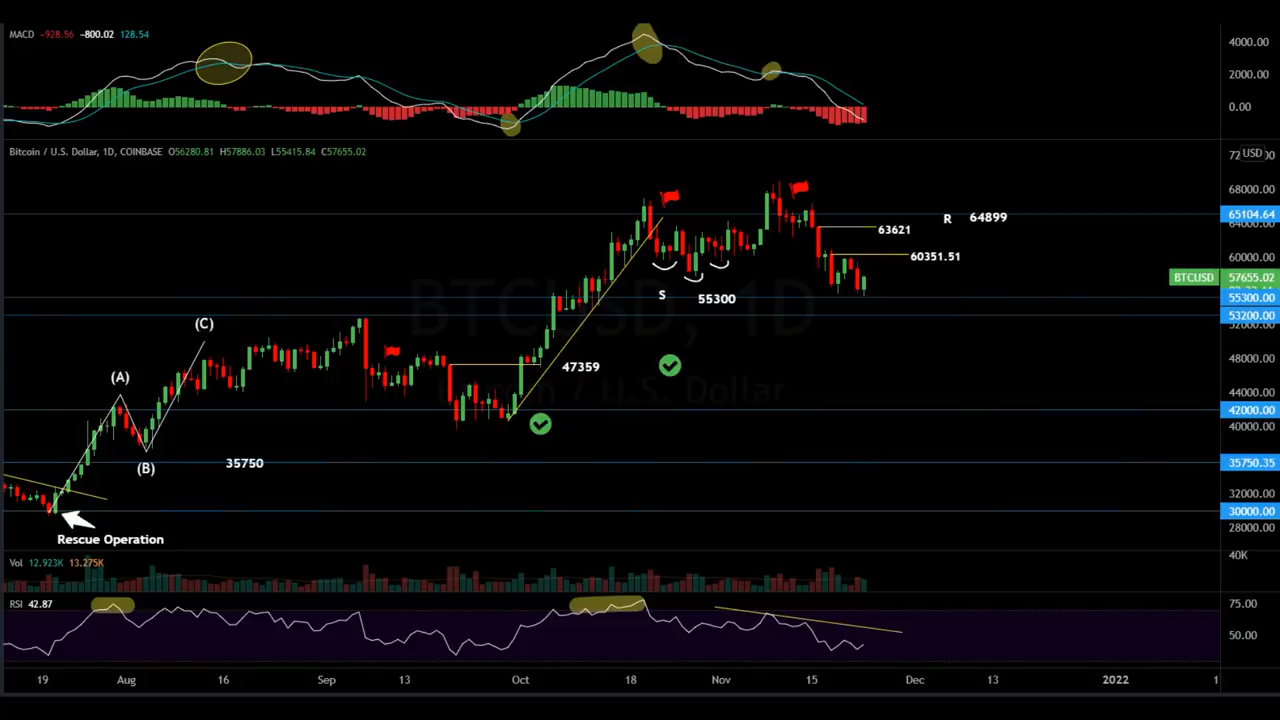 MACD -928.56 -800.02 128.54
4000.00
2000.00
0.00
Bitcoin / U.S. Dollar, 1D, COINBASE O56280.81 H57886.03 L55415.84 C57655.02
USD
68000.00
65104.64
64000.00
R 64899
63621
60351.51
60000.00
BTCUSD 57655.02
S 55300
55300.00
53200.00
52000.00
BTCUSD, 1D
Bitcoin / U.S. Dollar
(C)
48000.00
47359
44000.00
(A)
42000.00
40000.00
(B)
35750
35750.35
32000.00
30000.00
28000.00
Rescue Operation
Vol 12.923K 13.275K
40K
RSI 42.87
75.00
50.00
19 Aug 16 Sep 13 Oct 18 Nov 15 Dec 13 2022 1